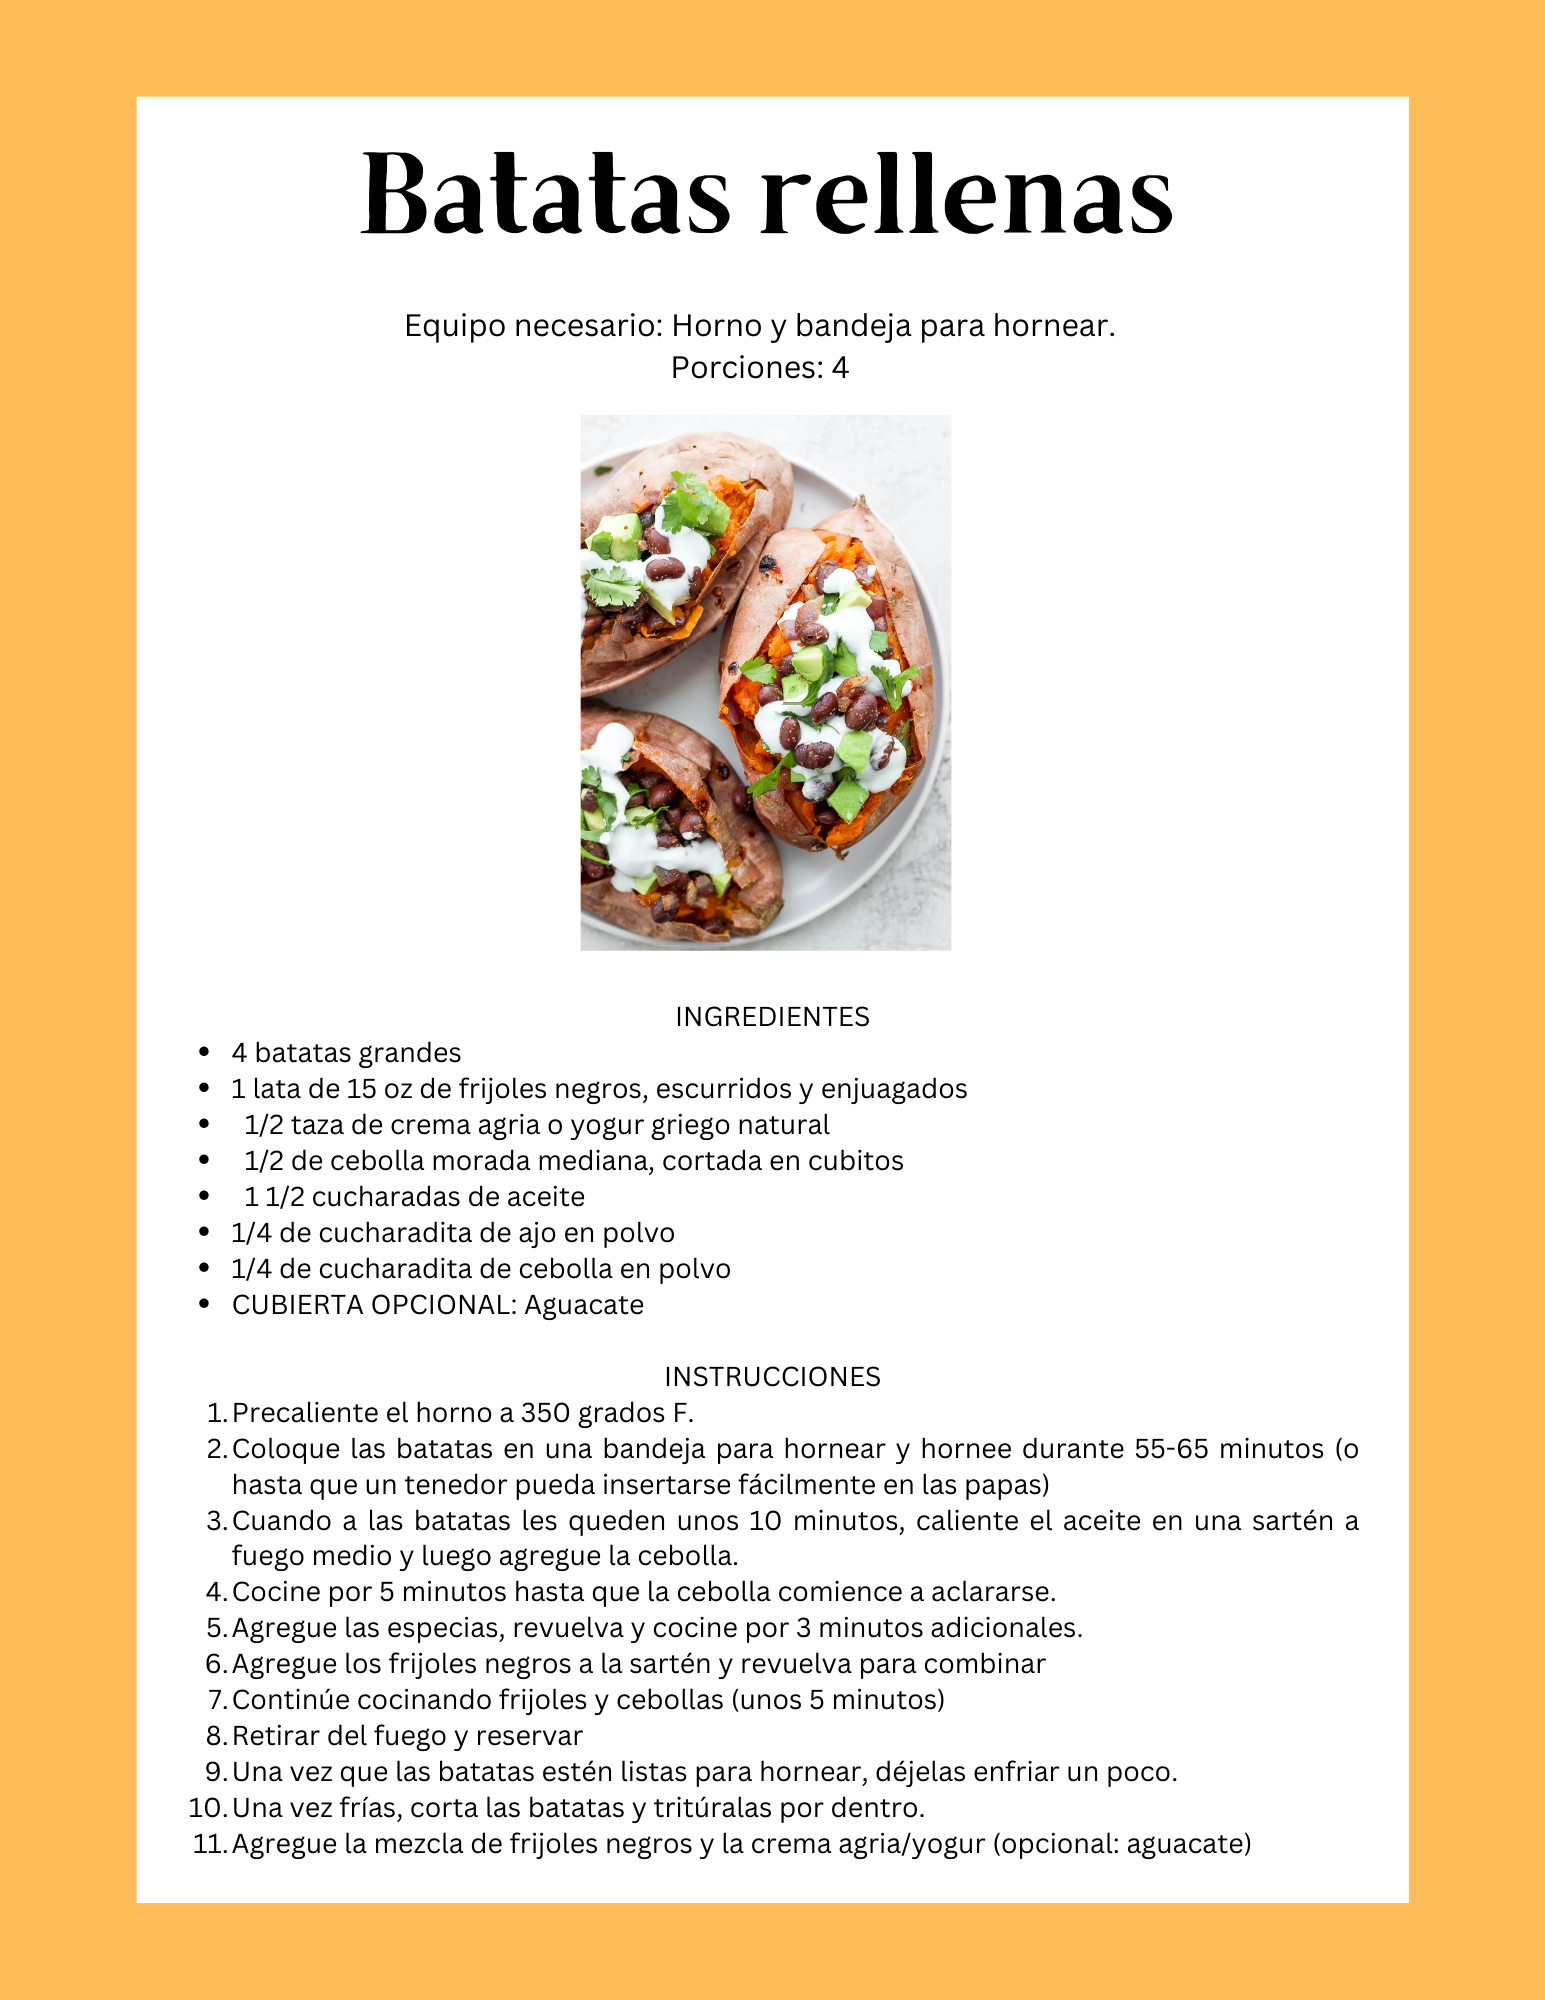 Batatas rellenas
Equipo necesario: Horno y bandeja para hornear.
Porciones: 4
INGREDIENTES
• 4 batatas grandes
• 1 lata de 15 oz de frijoles negros, escurridos y enjuagados
• 1/2 taza de crema agria o yogur griego natural
• 1/2 de cebolla morada mediana, cortada en cubitos
• 1 1/2 cucharadas de aceite
• 1/4 de cucharadita de ajo en polvo
• 1/4 de cucharadita de cebolla en polvo
• CUBIERTA OPCIONAL: Aguacate
INSTRUCCIONES
1. Precaliente el horno a 350 grados F.
2. Coloque las batatas en una bandeja para hornear y hornee durante 55-65 minutos (o
hasta que un tenedor pueda insertarse fácilmente en las papas)
3. Cuando a las batatas les queden unos 10 minutos, caliente el aceite en una sartén a
fuego medio y luego agregue la cebolla.
4. Cocine por 5 minutos hasta que la cebolla comience a aclararse.
5. Agregue las especias, revuelva y cocine por 3 minutos adicionales.
6. Agregue los frijoles negros a la sartén y revuelva para combinar
7. Continúe cocinando frijoles y cebollas (unos 5 minutos)
8. Retirar del fuego y reservar
9. Una vez que las batatas estén listas para hornear, déjelas enfriar un poco.
10. Una vez frías, corta las batatas y tritúralas por dentro.
11. Agregue la mezcla de frijoles negros y la crema agria/yogur (opcional: aguacate)